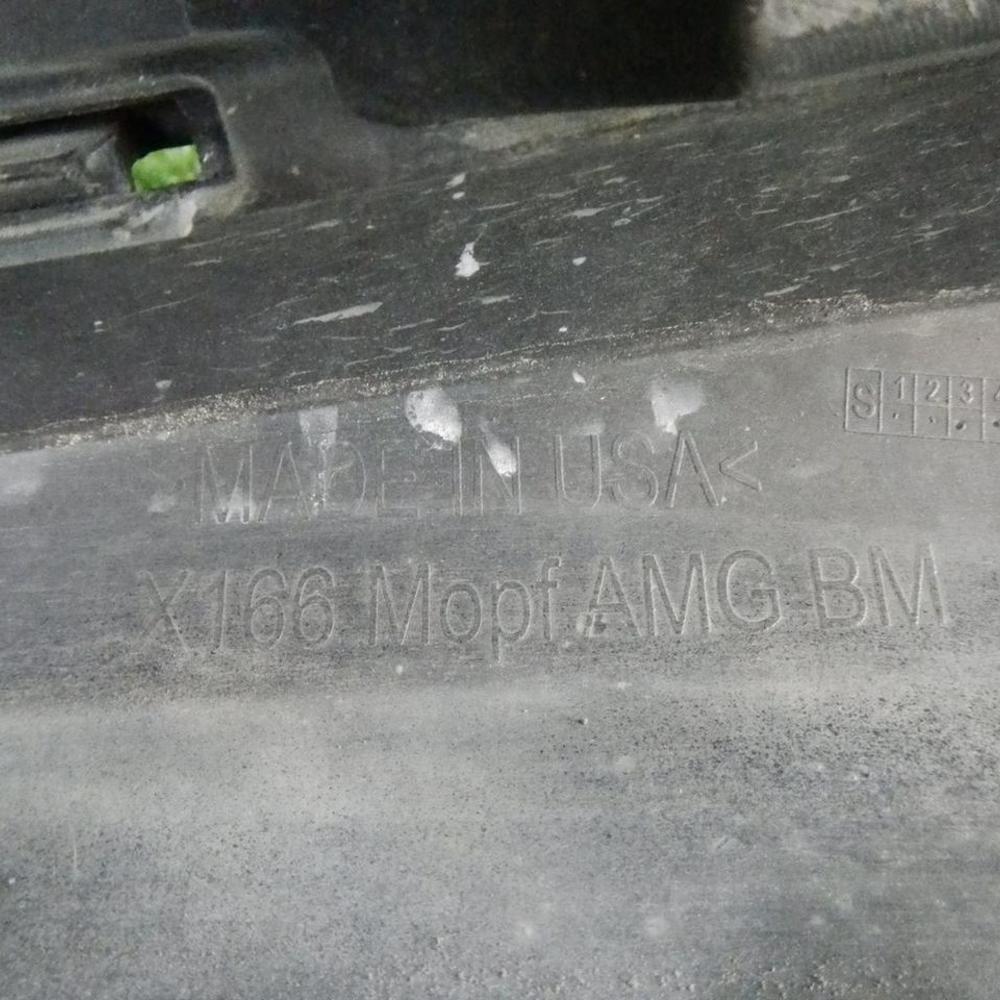 S 1 2 3
>MADE IN USA<
X166 Mopf AMG BM